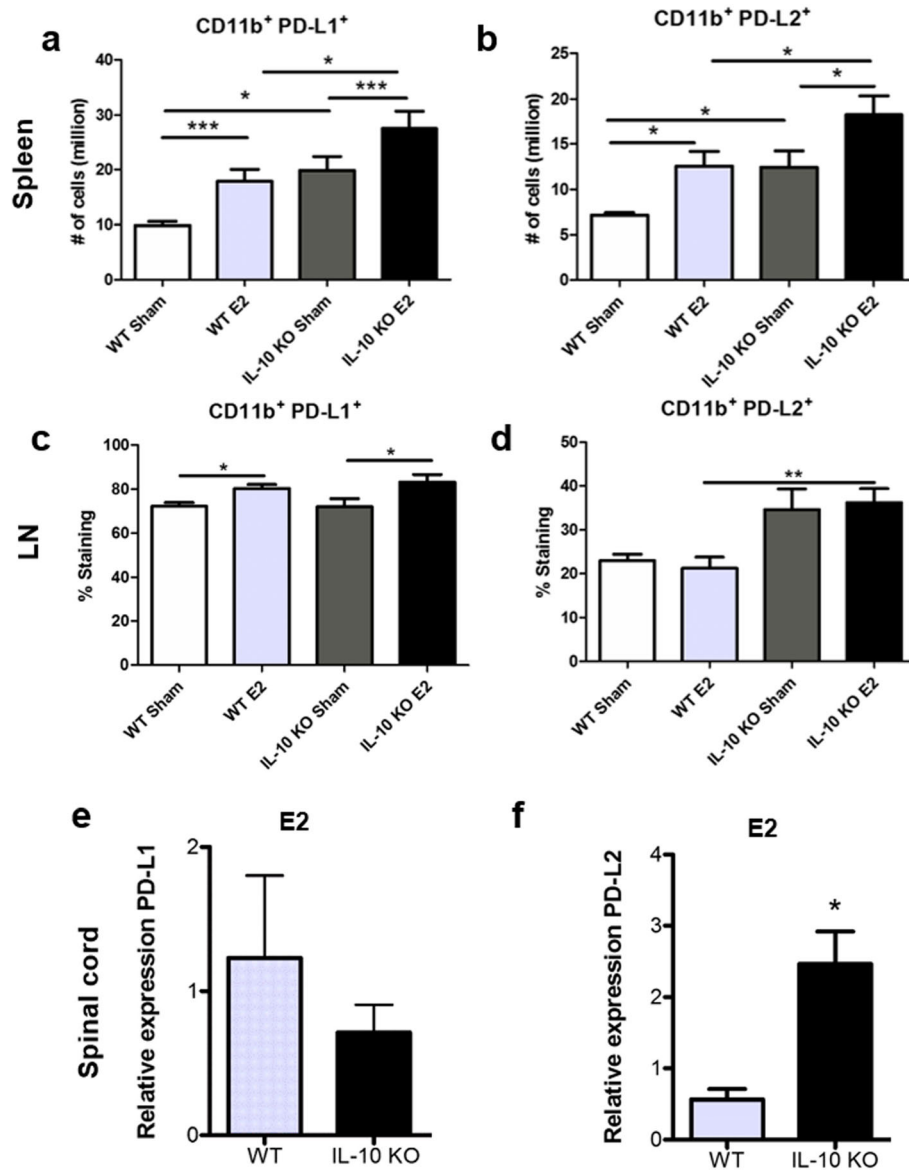 a
CD11b⁺ PD-L1⁺
Spleen
# of cells (million)
40
30
20
10
0
*
*
***
***
WT Sham
WT E2
IL-10 KO Sham
IL-10 KO E2
b
CD11b⁺ PD-L2⁺
# of cells (million)
25
20
15
10
5
0
*
*
*
*
WT Sham
WT E2
IL-10 KO Sham
IL-10 KO E2
c
CD11b⁺ PD-L1⁺
LN
% Staining
100
80
60
40
20
0
*
*
WT Sham
WT E2
IL-10 KO Sham
IL-10 KO E2
d
CD11b⁺ PD-L2⁺
% Staining
50
40
30
20
10
0
**
WT Sham
WT E2
IL-10 KO Sham
IL-10 KO E2
e
E2
Spinal cord
Relative expression PD-L1
2
1
0
WT
IL-10 KO
f
E2
Relative expression PD-L2
4
3
2
1
0
*
WT
IL-10 KO